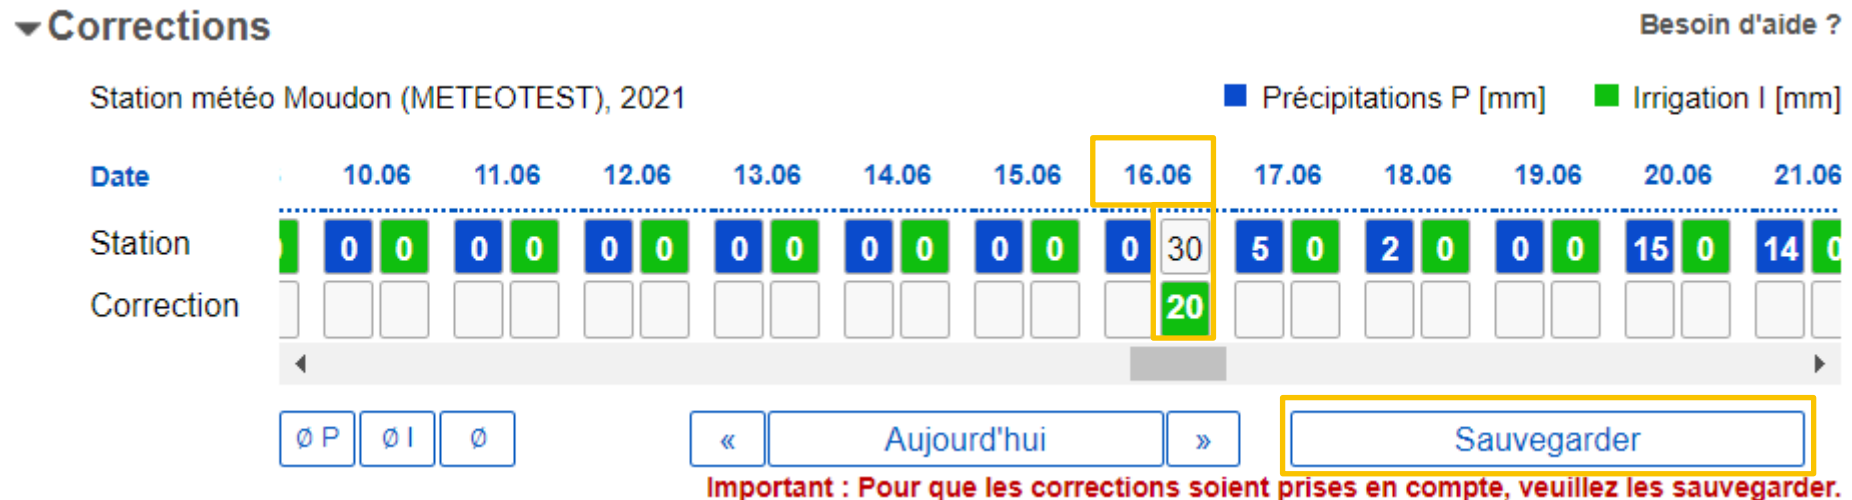 Corrections
Besoin d'aide ?
Station météo Moudon (METEOTEST), 2021
Précipitations P [mm] Irrigation I [mm]
Date 10.06 11.06 12.06 13.06 14.06 15.06 16.06 17.06 18.06 19.06 20.06 21.06
Station 0 0 0 0 0 0 0 0 0 0 0 0 0 30 5 0 2 0 0 0 15 0 14 0
Correction 20
Ø P Ø I Ø « Aujourd'hui » Sauvegarder
Important : Pour que les corrections soient prises en compte, veuillez les sauvegarder.